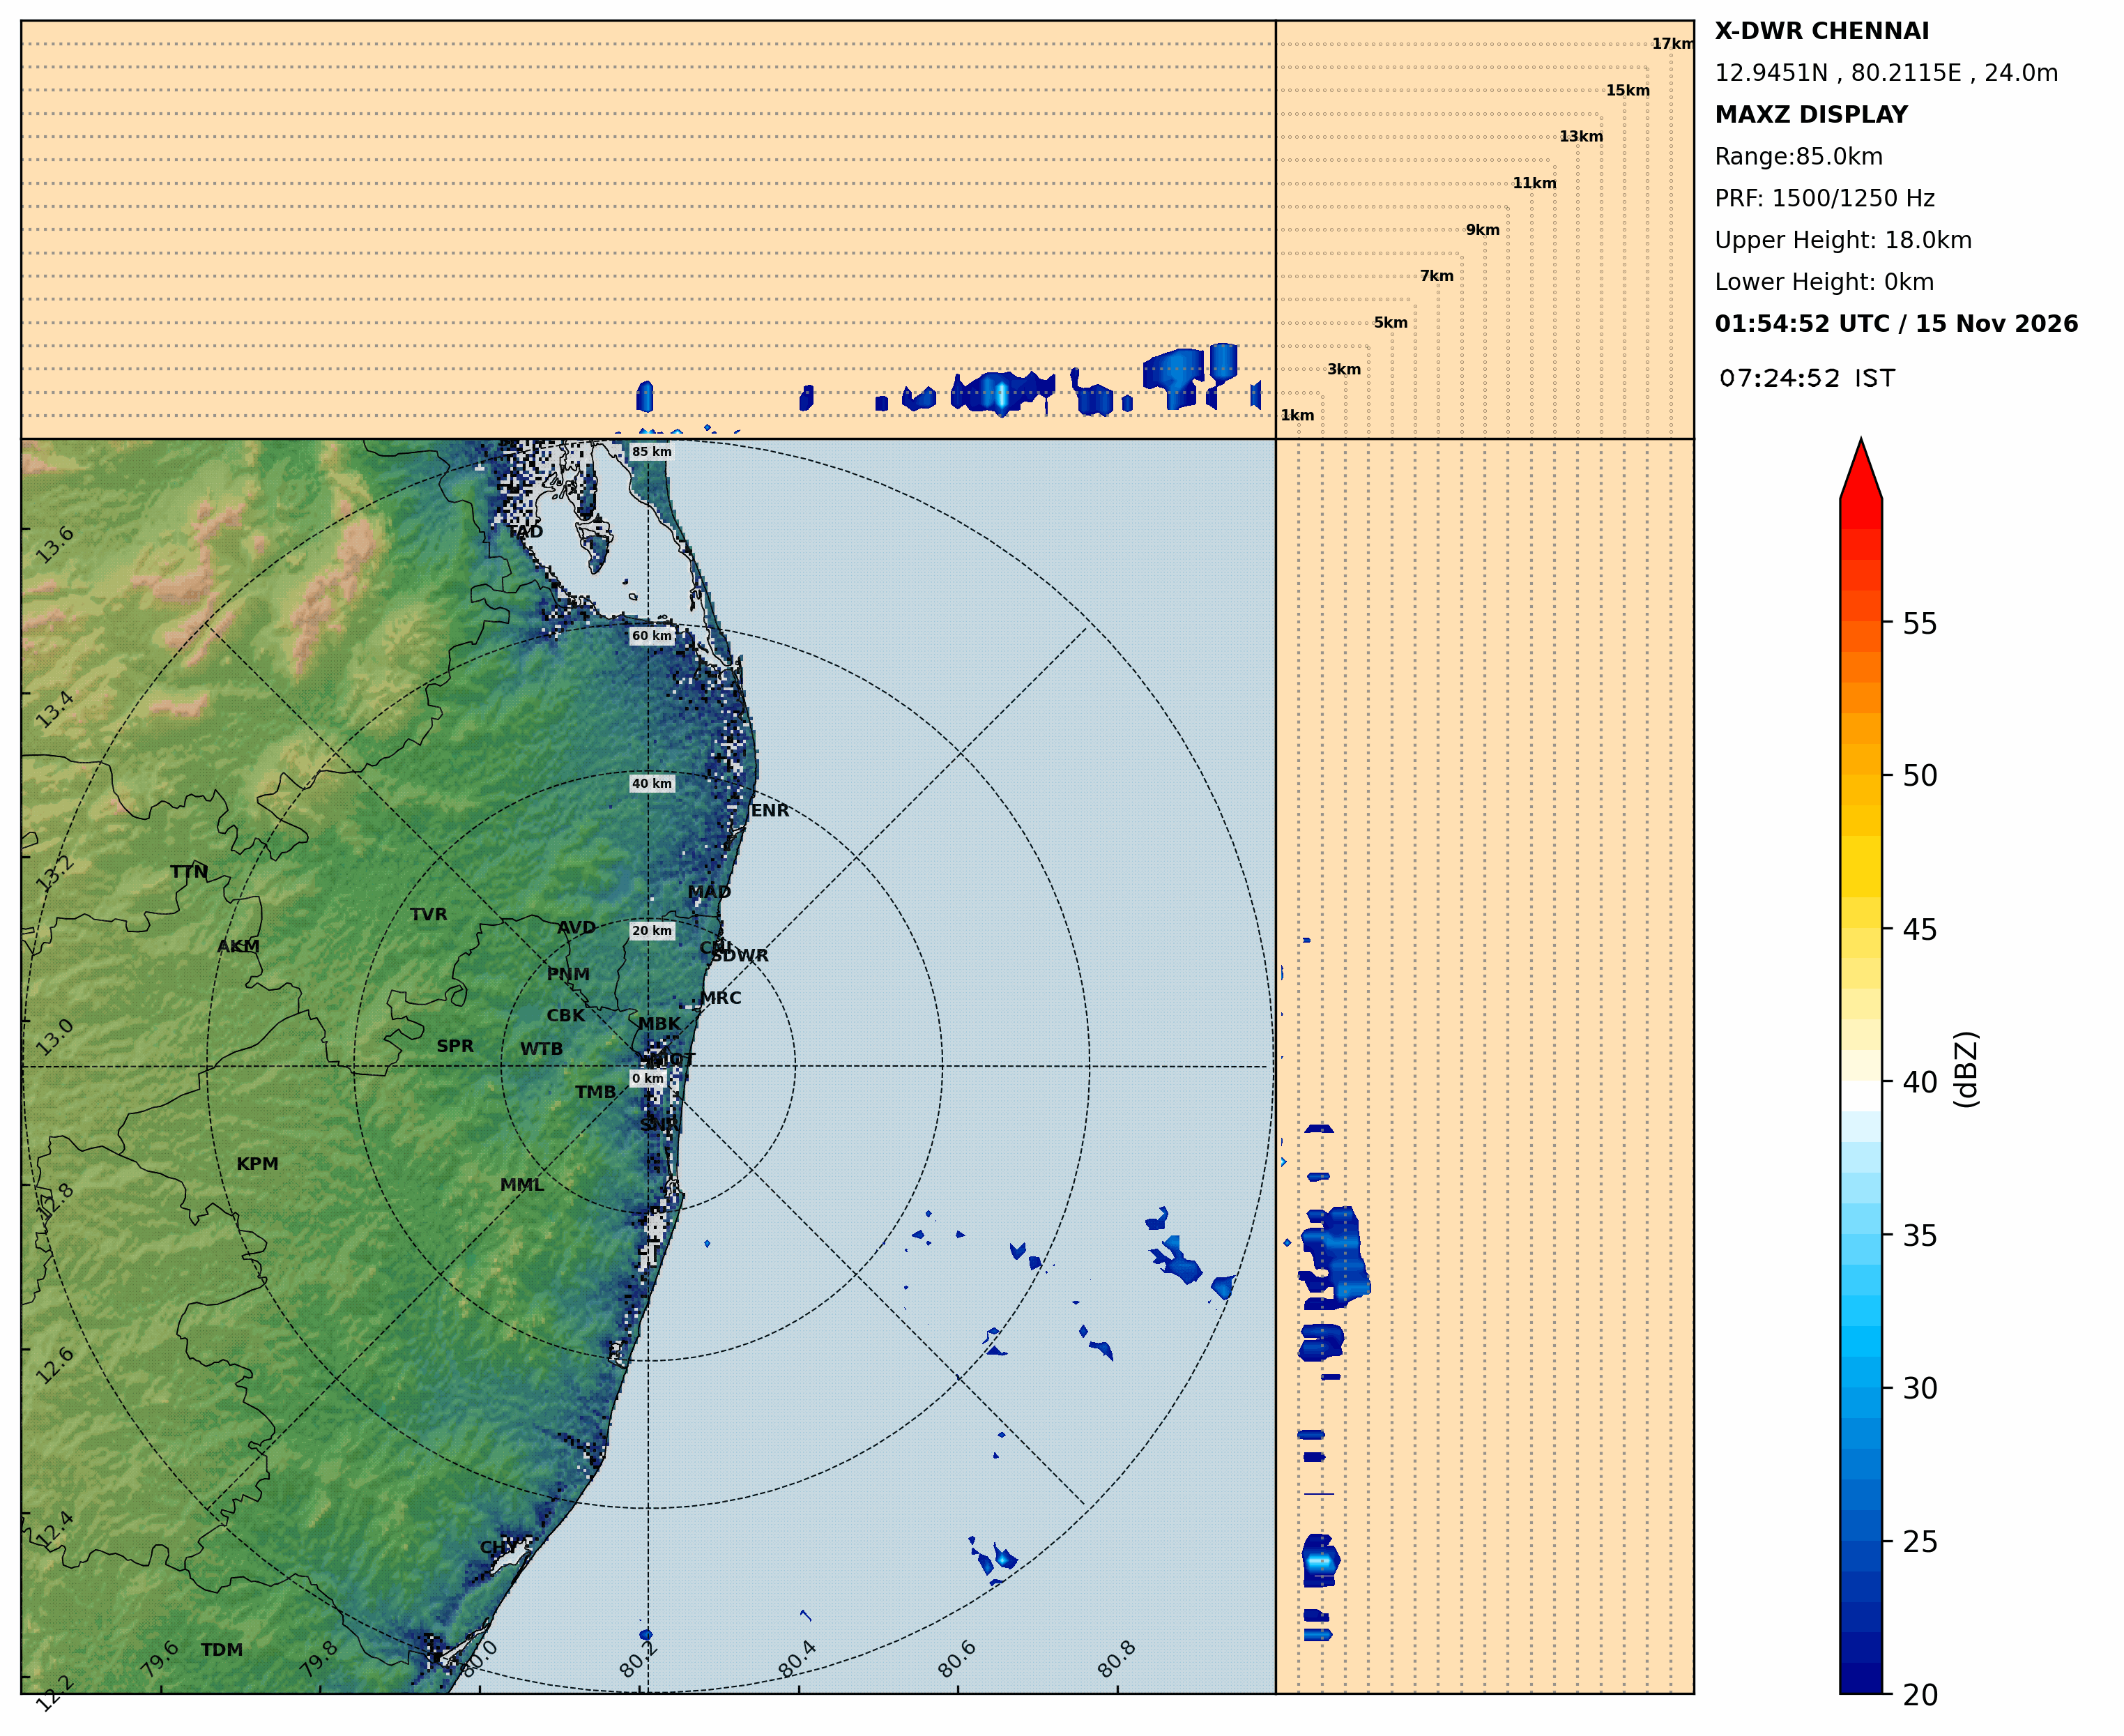 X-DWR CHENNAI
12.9451N , 80.2115E , 24.0m
MAXZ DISPLAY
Range:85.0km
PRF: 1500/1250 Hz
Upper Height: 18.0km
Lower Height: 0km
01:54:52 UTC / 15 Nov 2026
07:24:52 IST
17km
15km
13km
11km
9km
7km
5km
3km
1km
85 km
60 km
40 km
20 km
0 km
TAD
ENR
TTN
MAD
TVR
AVD
AKM
SDWR
PNM
MRC
CBK
MBK
SPR
WTB
TMB
SNR
KPM
MML
CHY
TDM
13.6
13.4
13.2
13.0
12.8
12.6
12.4
12.2
79.6
79.8
80.0
80.2
80.4
80.6
80.8
55
50
45
40
35
30
25
20
(dBZ)